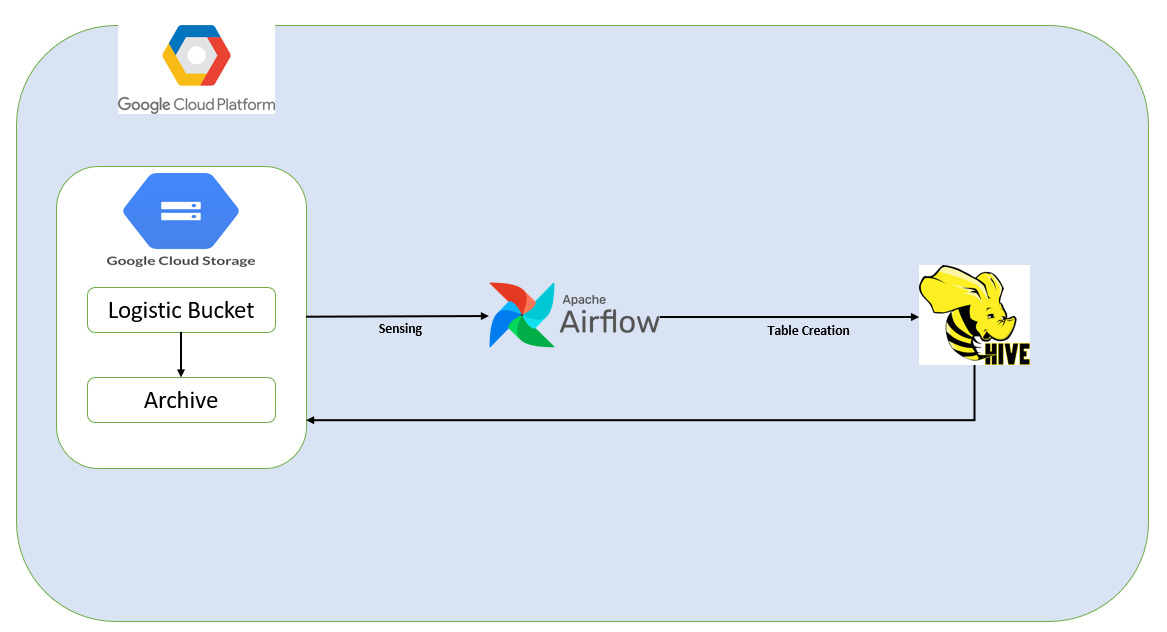 Google Cloud Platform
Google Cloud Storage
Logistic Bucket
Archive
Sensing
Apache
Airflow
Table Creation
HIVE